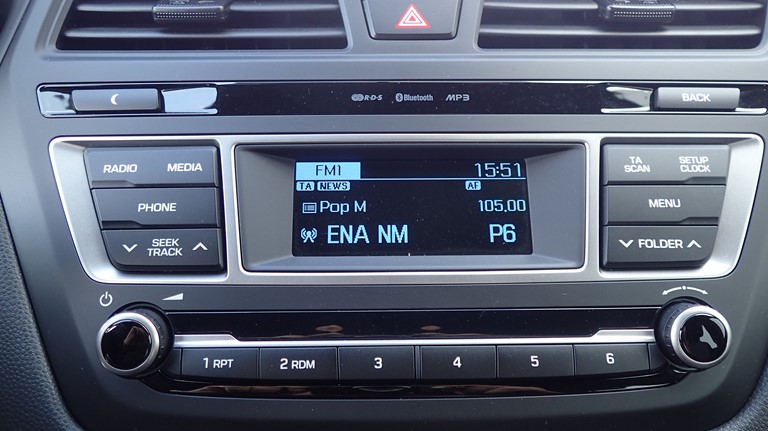 R·D·S Bluetooth MP3
BACK
RADIO MEDIA
PHONE
SEEK
TRACK
FM1 15:51
TA NEWS AF
Pop M 105.00
ENA NM P6
TA
SCAN
SETUP
CLOCK
MENU
FOLDER
1 RPT 2 RDM 3 4 5 6